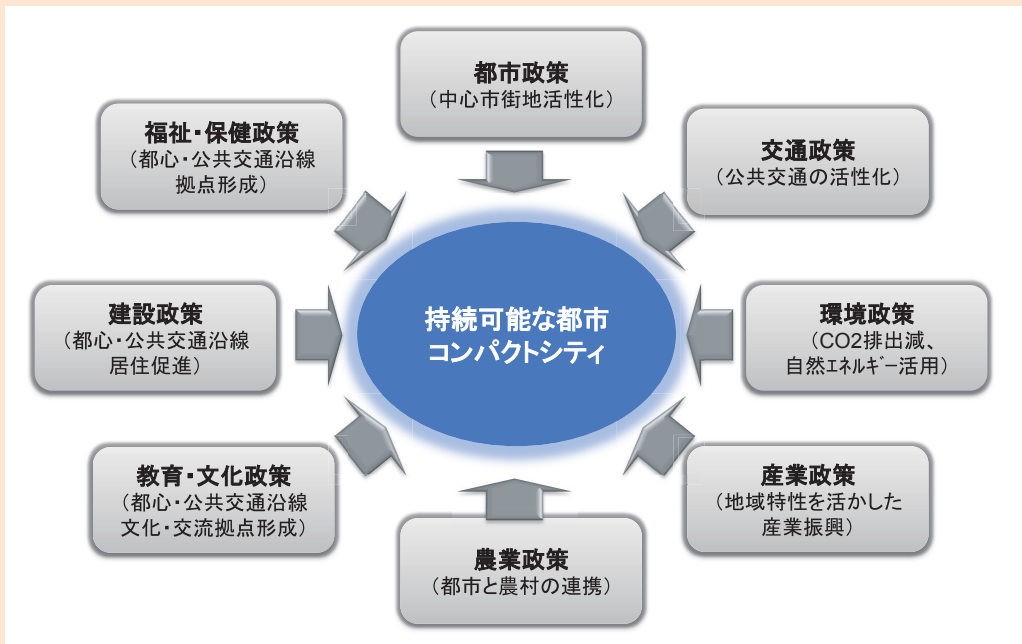 都市政策
(中心市街地活性化)
交通政策
(公共交通の活性化)
環境政策
(CO2排出減、
自然エネルギー活用)
産業政策
(地域特性を活かした
産業振興)
農業政策
(都市と農村の連携)
教育・文化政策
(都心・公共交通沿線
文化・交流拠点形成)
建設政策
(都心・公共交通沿線
居住促進)
福祉・保健政策
(都心・公共交通沿線
拠点形成)
持続可能な都市
コンパクトシティ